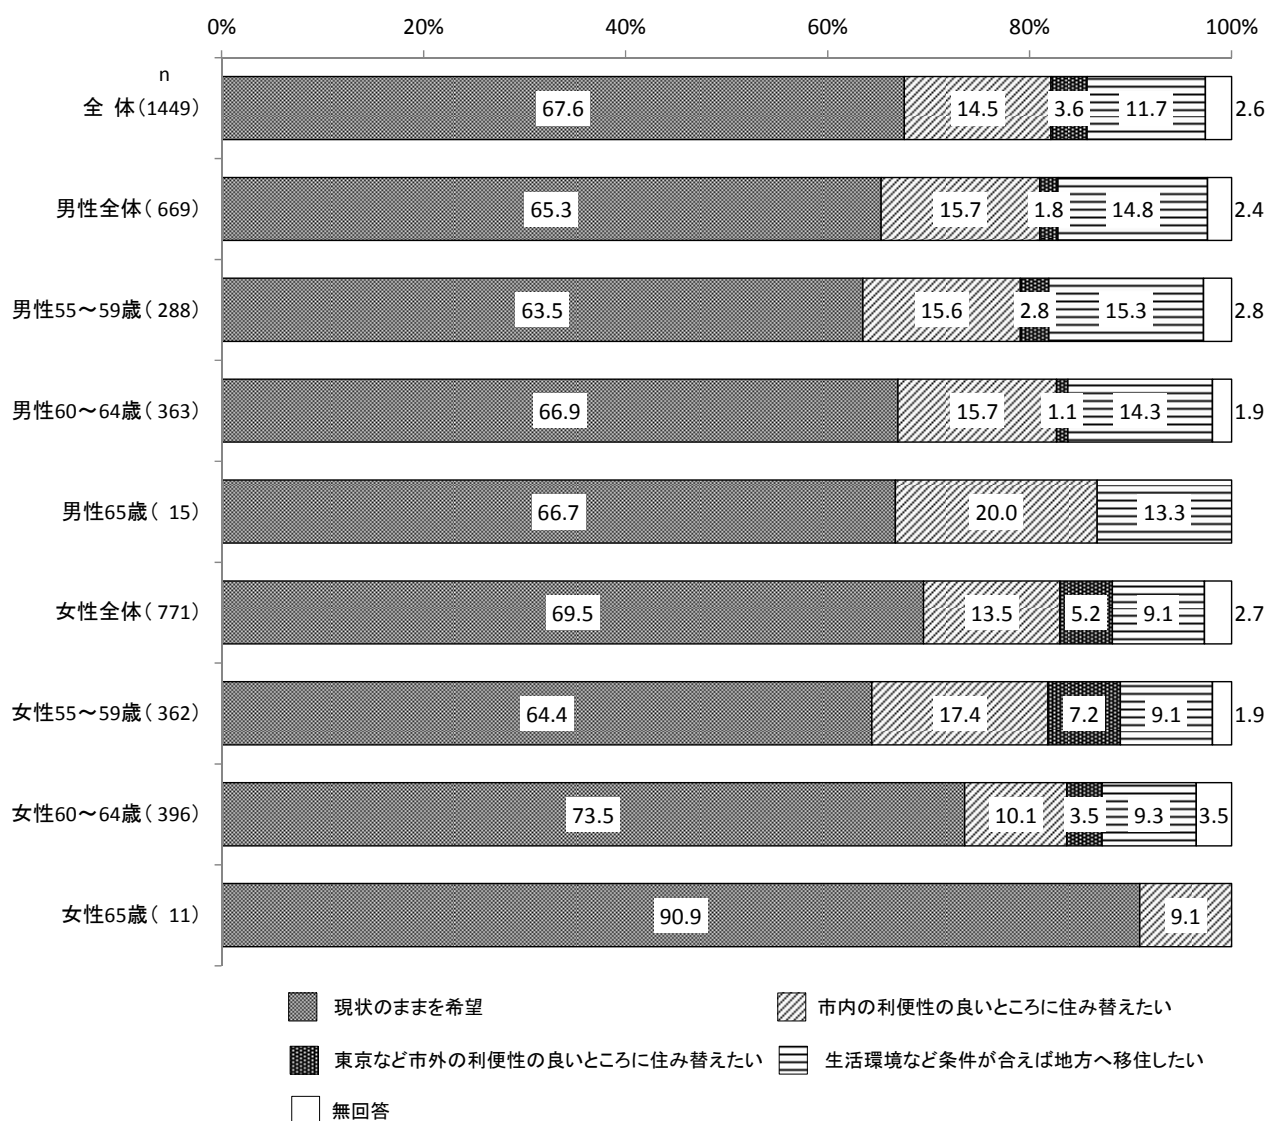 0% 20% 40% 60% 80% 100%
n
全 体(1449) 67.6 14.5 3.6 11.7 2.6
男性全体( 669) 65.3 15.7 1.8 14.8 2.4
男性55～59歳( 288) 63.5 15.6 2.8 15.3 2.8
男性60～64歳( 363) 66.9 15.7 1.1 14.3 1.9
男性65歳( 15) 66.7 20.0 13.3
女性全体( 771) 69.5 13.5 5.2 9.1 2.7
女性55～59歳( 362) 64.4 17.4 7.2 9.1 1.9
女性60～64歳( 396) 73.5 10.1 3.5 9.3 3.5
女性65歳( 11) 90.9 9.1
現状のままを希望 市内の利便性の良いところに住み替えたい
東京など市外の利便性の良いところに住み替えたい 生活環境など条件が合えば地方へ移住したい
無回答